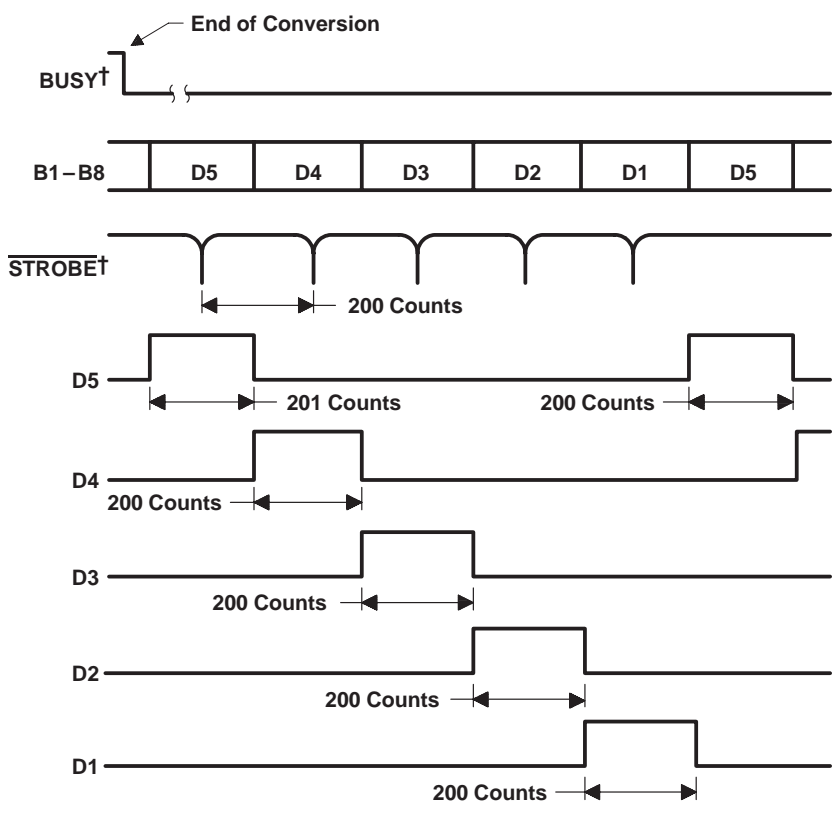 End of Conversion
BUSY†
B1–B8 D5 D4 D3 D2 D1 D5
STROBE†
200 Counts
D5
201 Counts 200 Counts
D4
200 Counts
D3
200 Counts
D2
200 Counts
D1
200 Counts